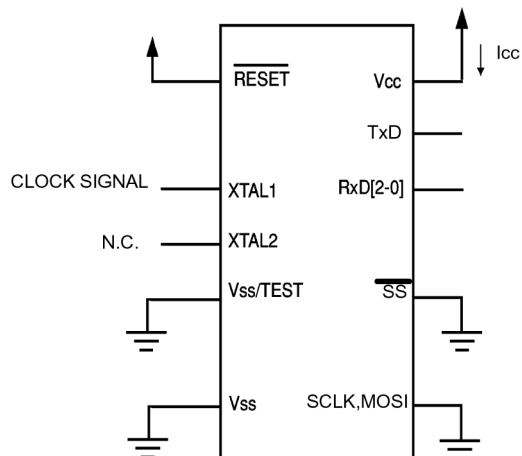 RESET
Vcc
Icc
TxD
CLOCK SIGNAL
XTAL1
RxD[2-0]
N.C.
XTAL2
Vss/TEST
SS
Vss
SCLK,MOSI